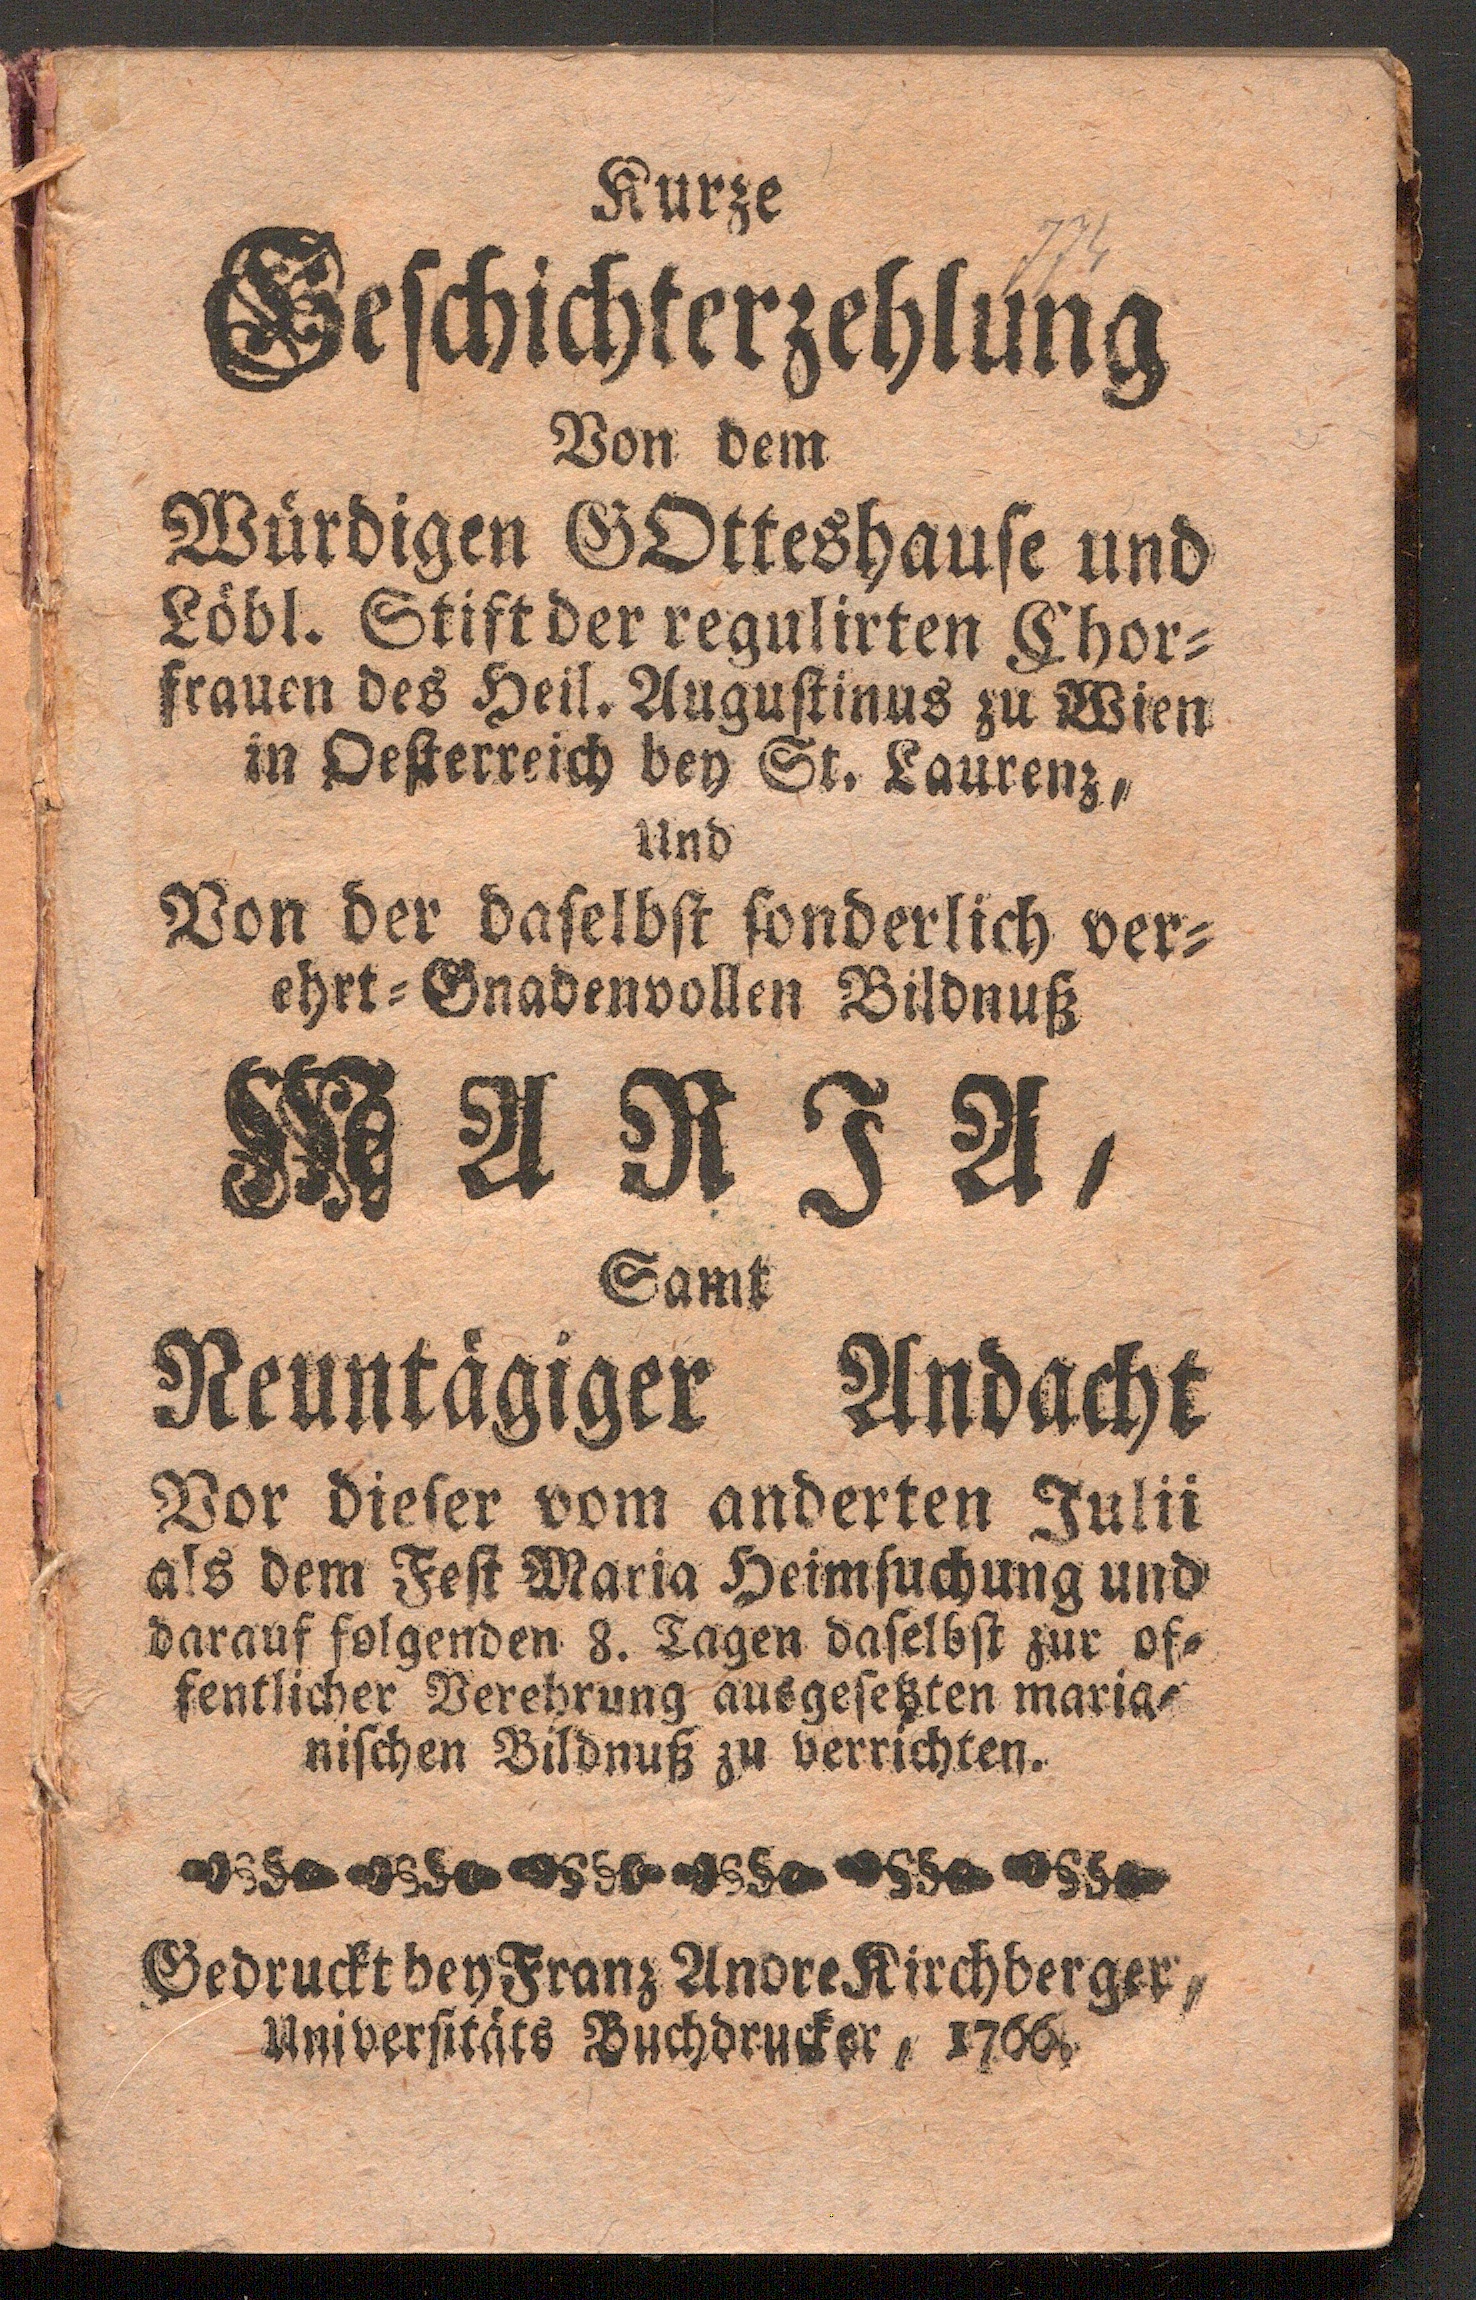 Kurze
Geschichterzehlung
Von dem
Würdigen GOtteshause und
Löbl. Stift der regulirten Chor=
frauen des Heil. Augustinus zu Wien
in Oesterreich bey St. Laurenz,
Und
Von der daselbst sonderlich ver=
ehrt=Gnadenvollen Bildnuß
MARJA,
Samt
Neuntägiger Andacht
Vor dieser vom anderten Julii
als dem Fest Maria Heimsuchung und
darauf folgenden 8. Tagen daselbst zur of=
fentlicher Verehrung ausgesetzten maria=
nischen Bildnuß zu verrichten.
Gedruckt bey Franz Andre Kirchberger,
Universitäts Buchdrucker, 1766.